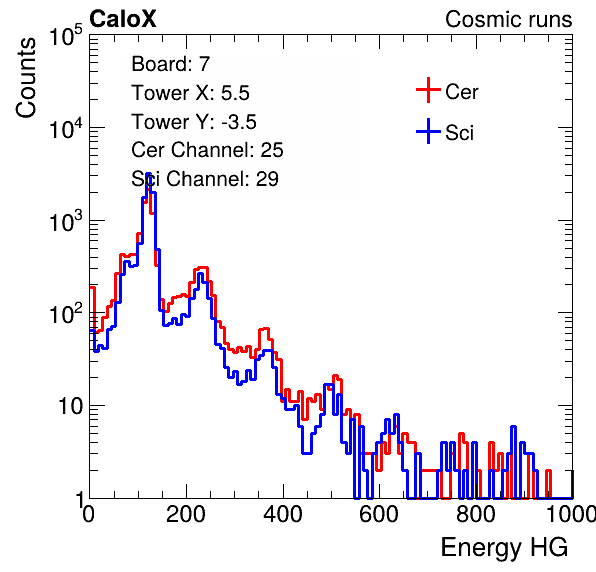 CaloX Cosmic runs
Counts
10^5
10^4
10^3
10^2
10
1
Board: 7
Tower X: 5.5
Tower Y: -3.5
Cer Channel: 25
Sci Channel: 29
Cer
Sci
0 200 400 600 800 1000
Energy HG